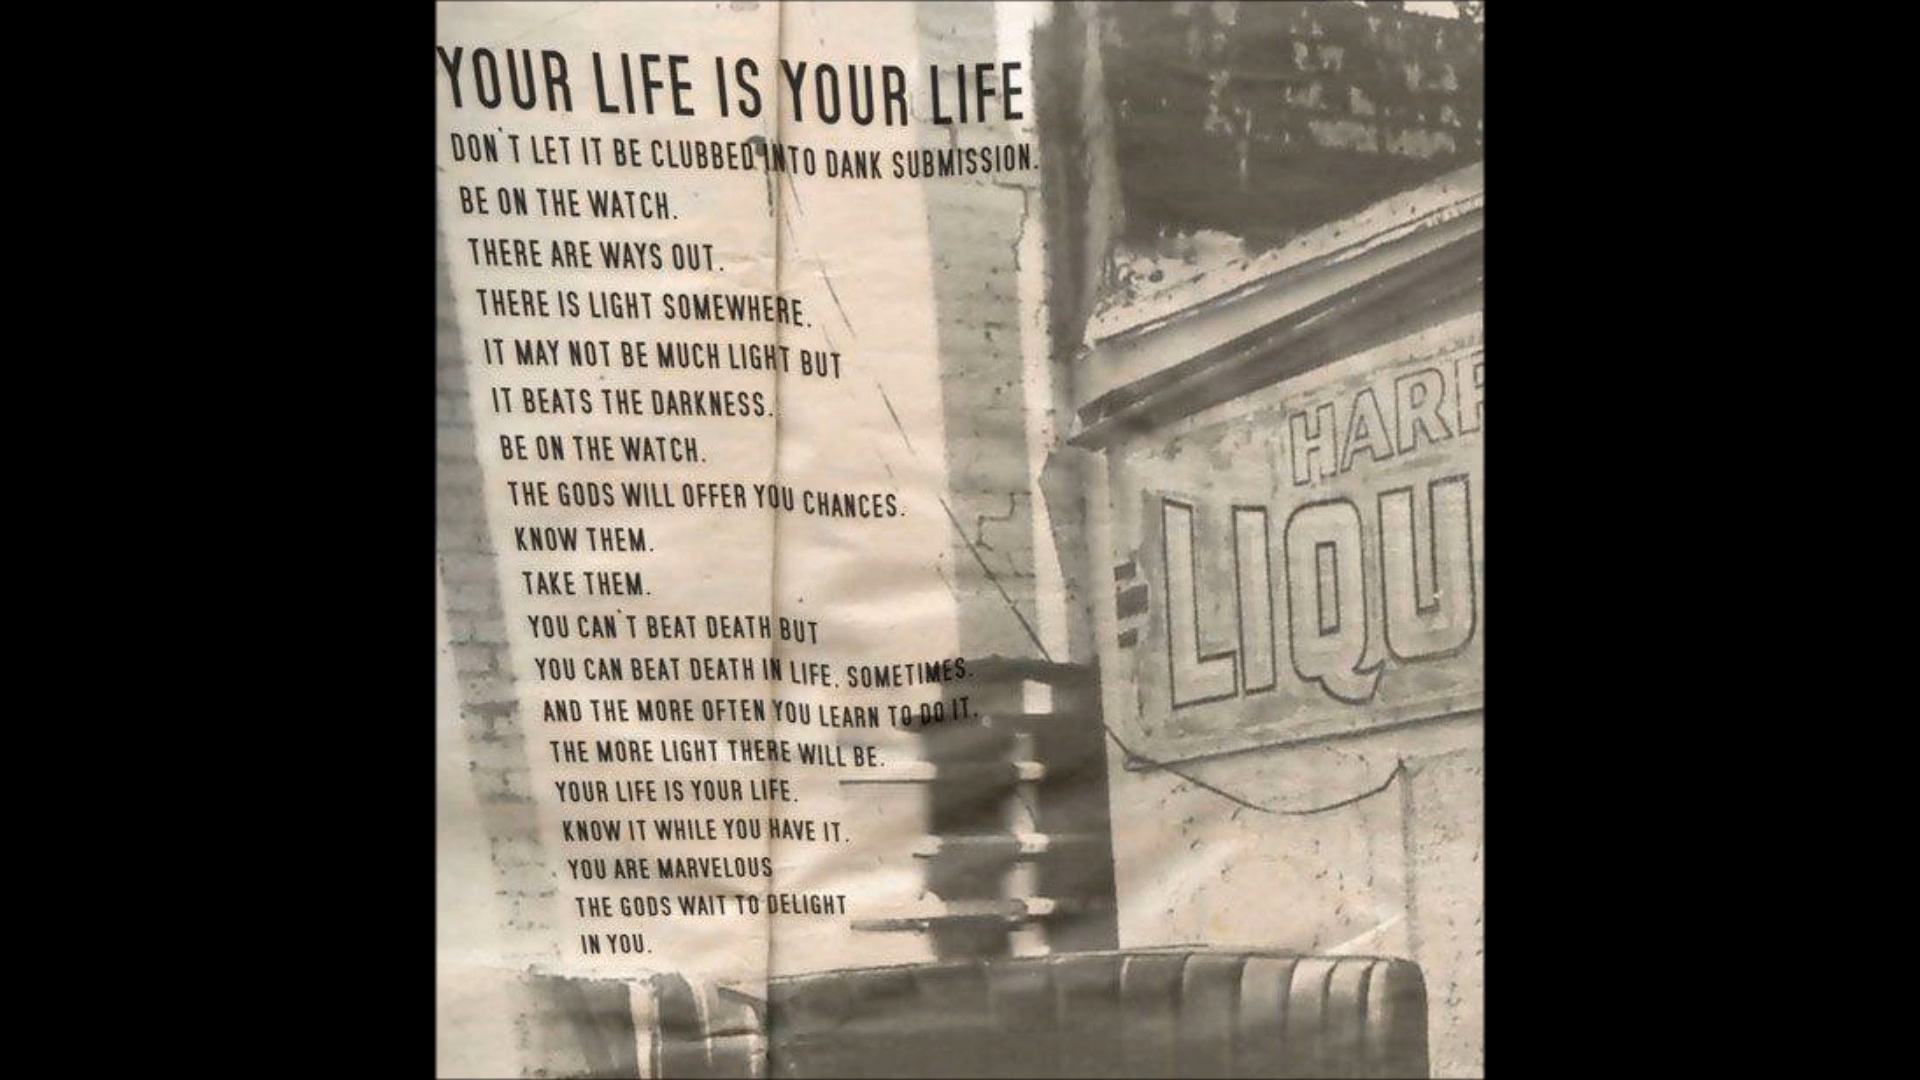 YOUR LIFE IS YOUR LIFE
DON'T LET IT BE CLUBBED INTO DANK SUBMISSION.
BE ON THE WATCH.
THERE ARE WAYS OUT.
THERE IS LIGHT SOMEWHERE.
IT MAY NOT BE MUCH LIGHT BUT
IT BEATS THE DARKNESS.
BE ON THE WATCH.
THE GODS WILL OFFER YOU CHANCES.
KNOW THEM.
TAKE THEM.
YOU CAN'T BEAT DEATH BUT
YOU CAN BEAT DEATH IN LIFE, SOMETIMES.
AND THE MORE OFTEN YOU LEARN TO DO IT,
THE MORE LIGHT THERE WILL BE.
YOUR LIFE IS YOUR LIFE.
KNOW IT WHILE YOU HAVE IT.
YOU ARE MARVELOUS
THE GODS WAIT TO DELIGHT
IN YOU.
HAR
LIQU